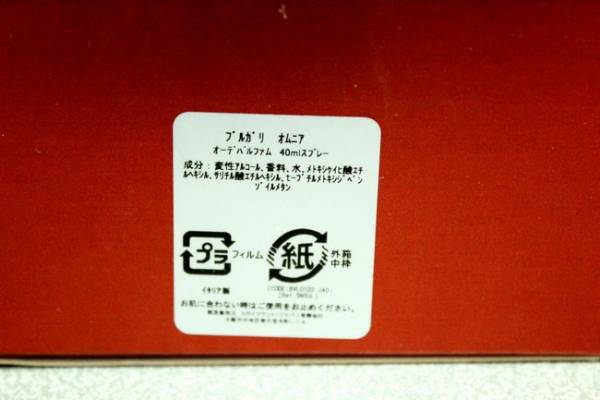 ブルガリ オムニア
オーデパルファム 40mlスプレー
成分：変性アルコール、香料、水、メトキシケイヒ酸エチ
ルヘキシル、サリチル酸エチルヘキシル、t-ブチルメトキシジベン
ゾイルメタン
プラ フィルム 紙 外箱
中枠
イタリア製
お肌に合わない時はご使用をお止めください。